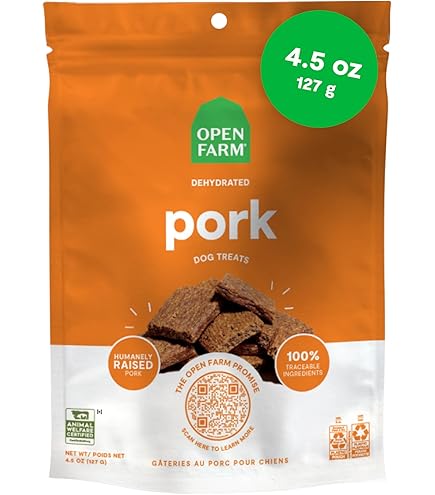 4.5 oz
127 g
OPEN
FARM®
DEHYDRATED
pork
DOG TREATS
HUMANELY
RAISED
PORK
100%
TRACEABLE
INGREDIENTS
THE OPEN FARM PROMISE
SCAN HERE TO LEARN MORE
ANIMAL
WELFARE
CERTIFIED
NET WT/ POIDS NET
4.5 OZ (127 G)
GÂTERIES AU PORC POUR CHIENS